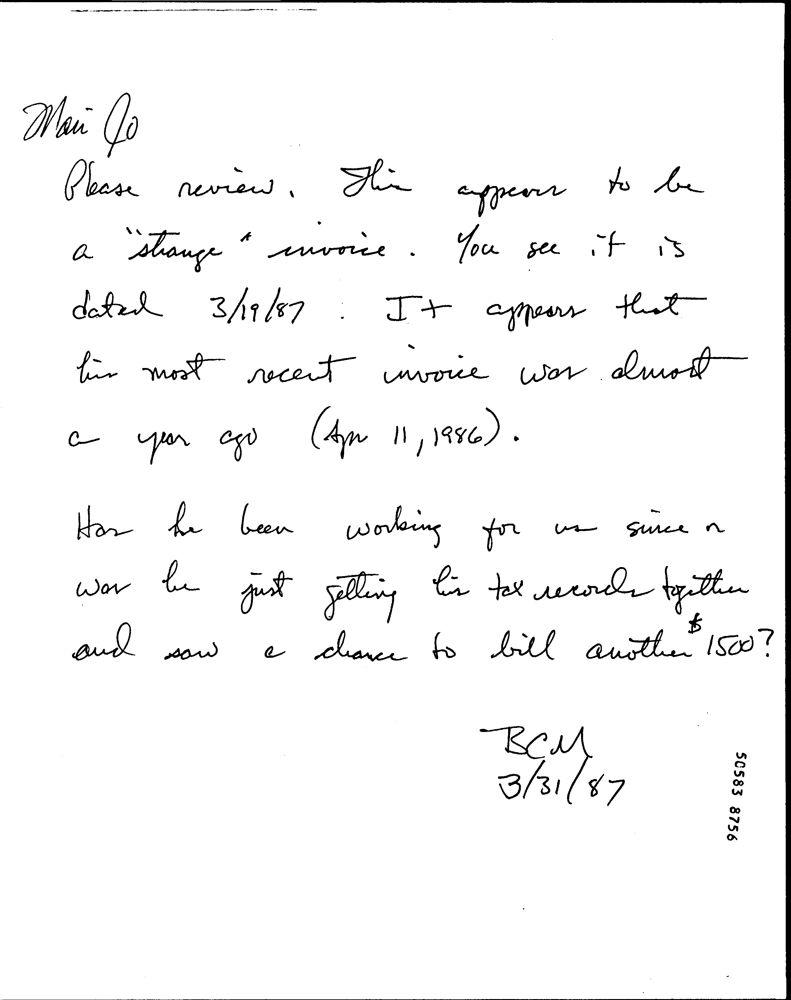 Mari Jo
Please review. This appears to be
a "strange" invoice. You see it is
dated 3/19/87. It appears that
his most recent invoice was almost
a year ago (Apr 11, 1986).
Has he been working for us since or
was he just getting his tax records together
and saw a chance to bill another $1500?
BCM
3/31/87
50583 8756